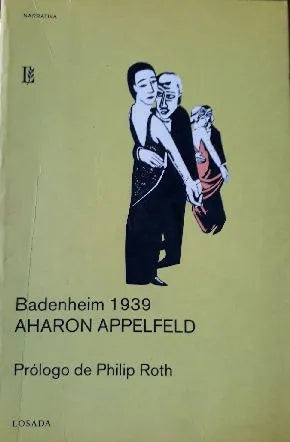 NARRATIVA
Badenheim 1939
AHARON APPELFELD
Prólogo de Philip Roth
LOSADA